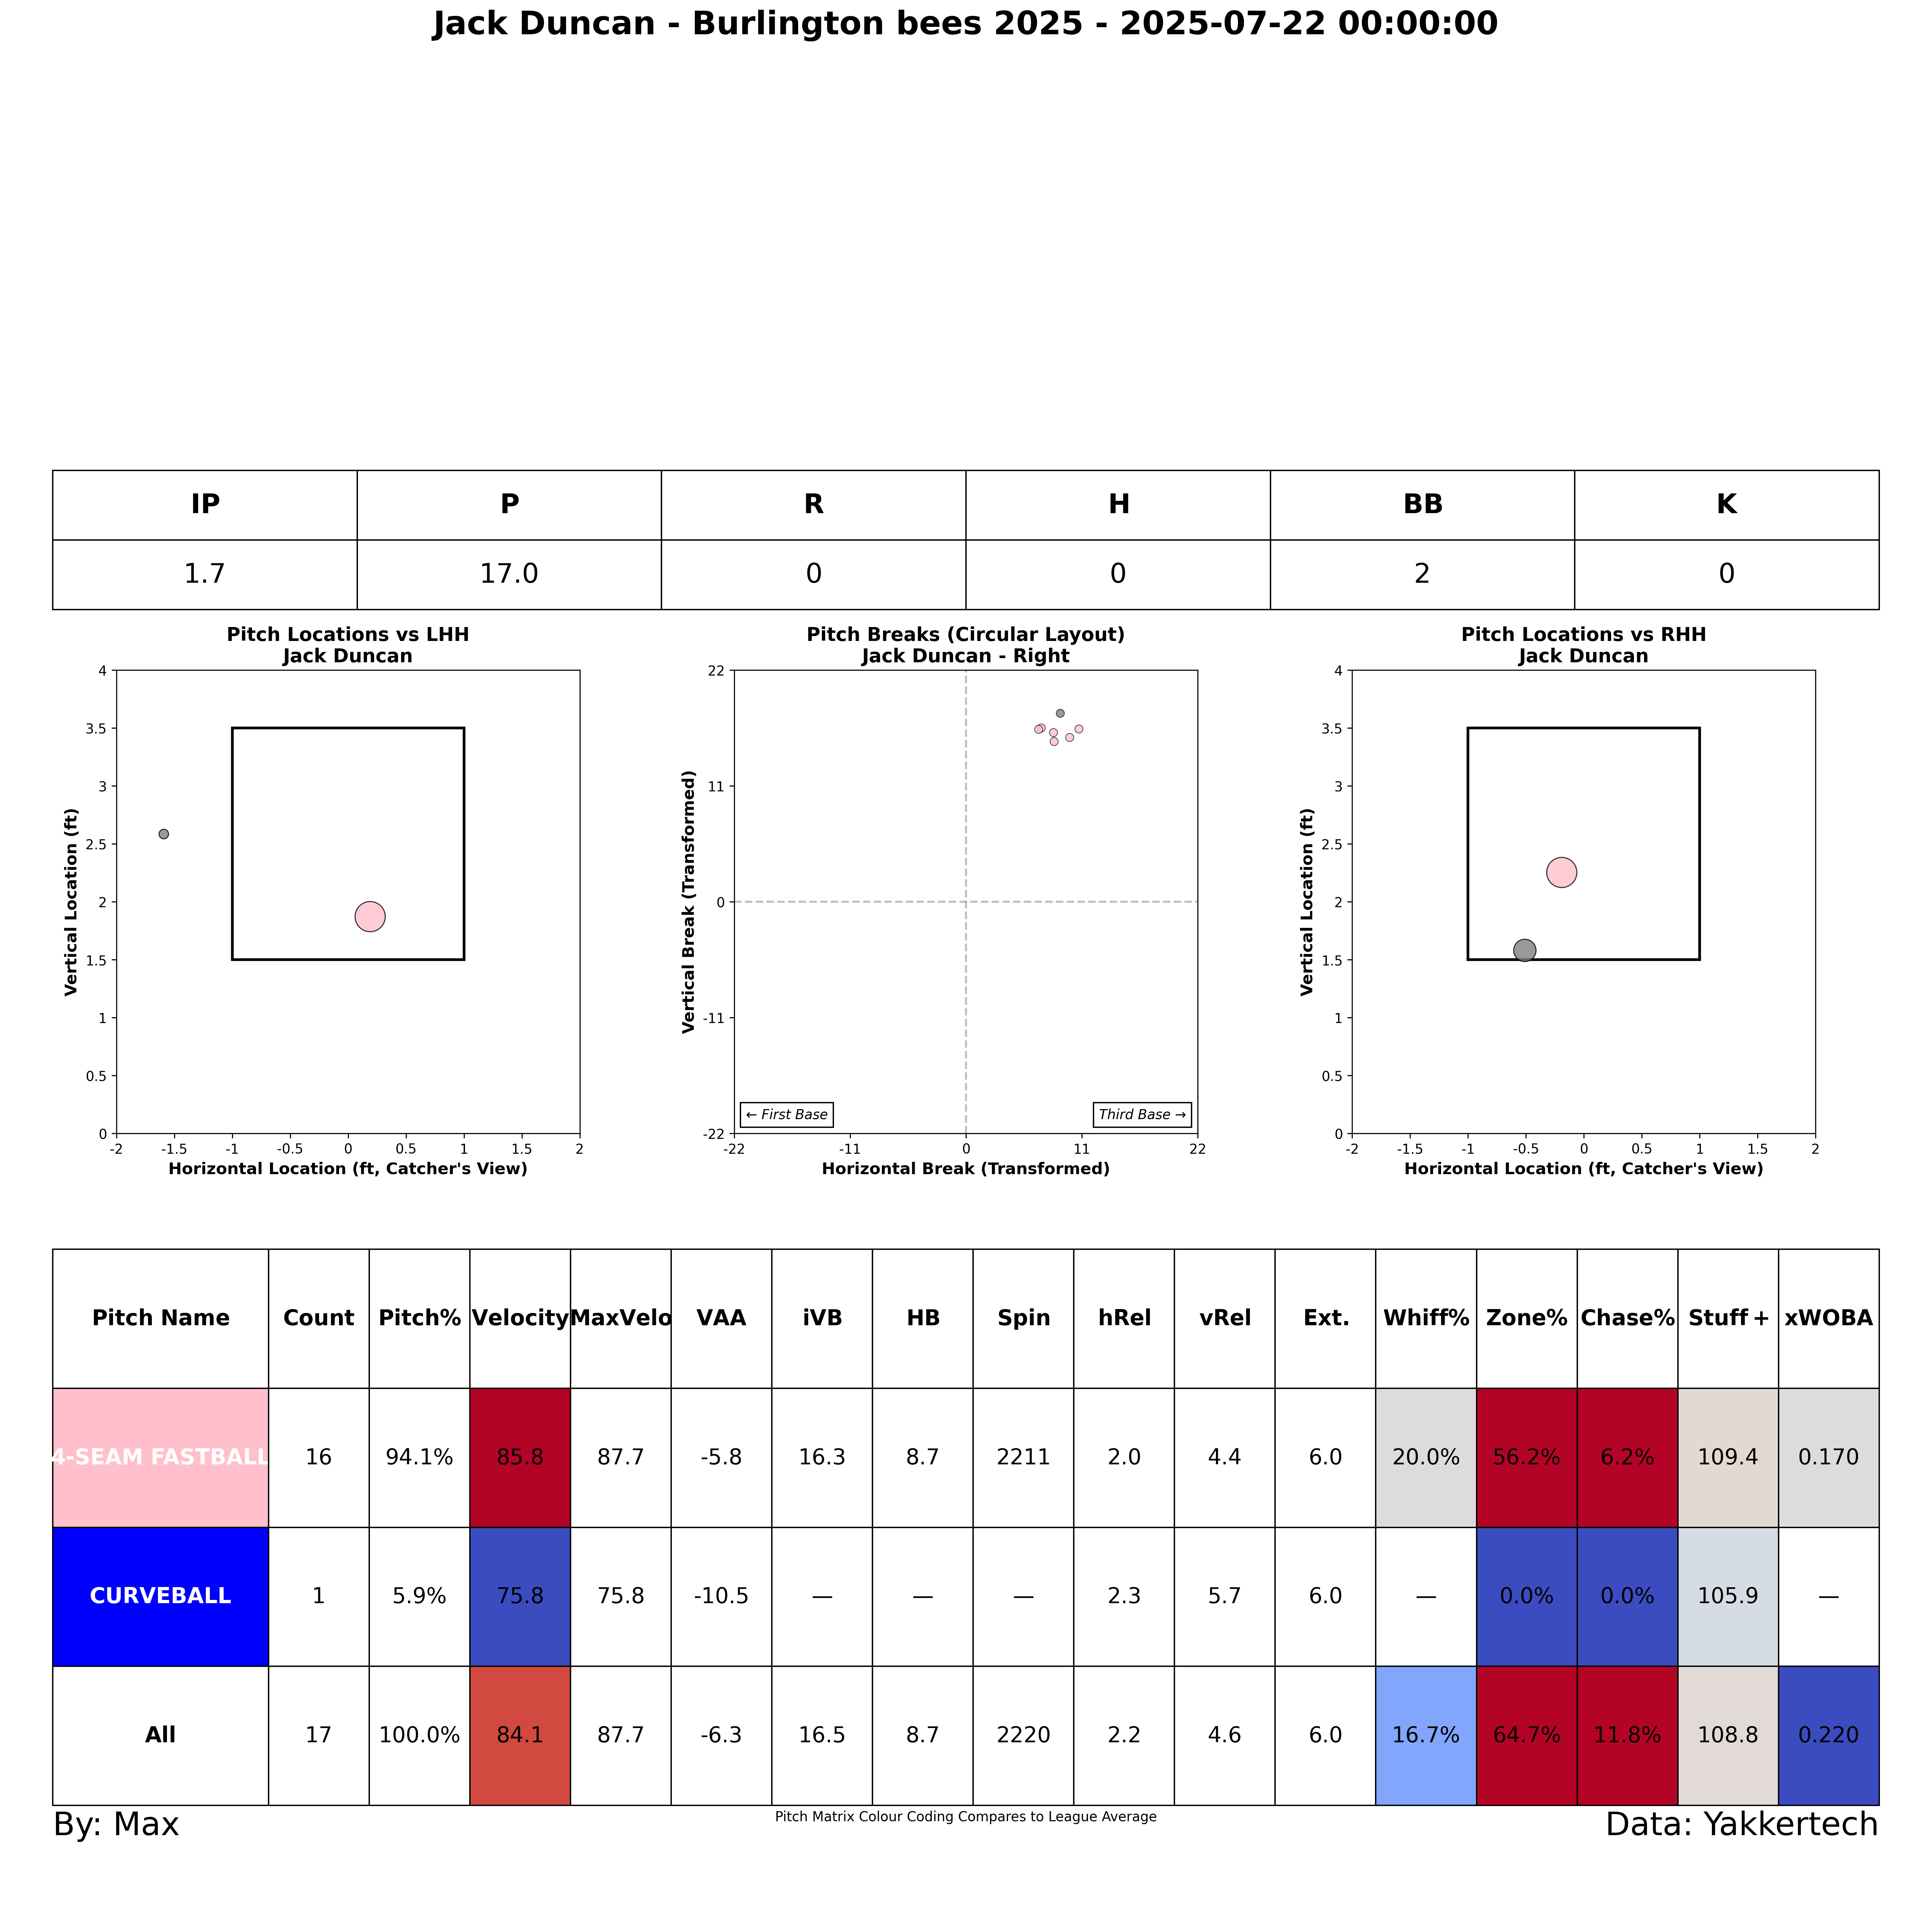 Jack Duncan - Burlington bees 2025 - 2025-07-22 00:00:00
IP P R H BB K
1.7 17.0 0 0 2 0
Pitch Locations vs LHH
Jack Duncan
4
3.5
3
2.5
2
1.5
1
0.5
0
Vertical Location (ft)
-2 -1.5 -1 -0.5 0 0.5 1 1.5 2
Horizontal Location (ft, Catcher's View)
Pitch Breaks (Circular Layout)
Jack Duncan - Right
22
11
0
-11
-22
Vertical Break (Transformed)
← First Base
Third Base →
-22 -11 0 11 22
Horizontal Break (Transformed)
Pitch Locations vs RHH
Jack Duncan
4
3.5
3
2.5
2
1.5
1
0.5
0
Vertical Location (ft)
-2 -1.5 -1 -0.5 0 0.5 1 1.5 2
Horizontal Location (ft, Catcher's View)
Pitch Name Count Pitch% Velocity MaxVelo VAA iVB HB Spin hRel vRel Ext. Whiff% Zone% Chase% Stuff+ xWOBA
4-SEAM FASTBALL 16 94.1% 85.8 87.7 -5.8 16.3 8.7 2211 2.0 4.4 6.0 20.0% 56.2% 6.2% 109.4 0.170
CURVEBALL 1 5.9% 75.8 75.8 -10.5 — — — 2.3 5.7 6.0 — 0.0% 0.0% 105.9 —
All 17 100.0% 84.1 87.7 -6.3 16.5 8.7 2220 2.2 4.6 6.0 16.7% 64.7% 11.8% 108.8 0.220
By: Max
Pitch Matrix Colour Coding Compares to League Average
Data: Yakkertech